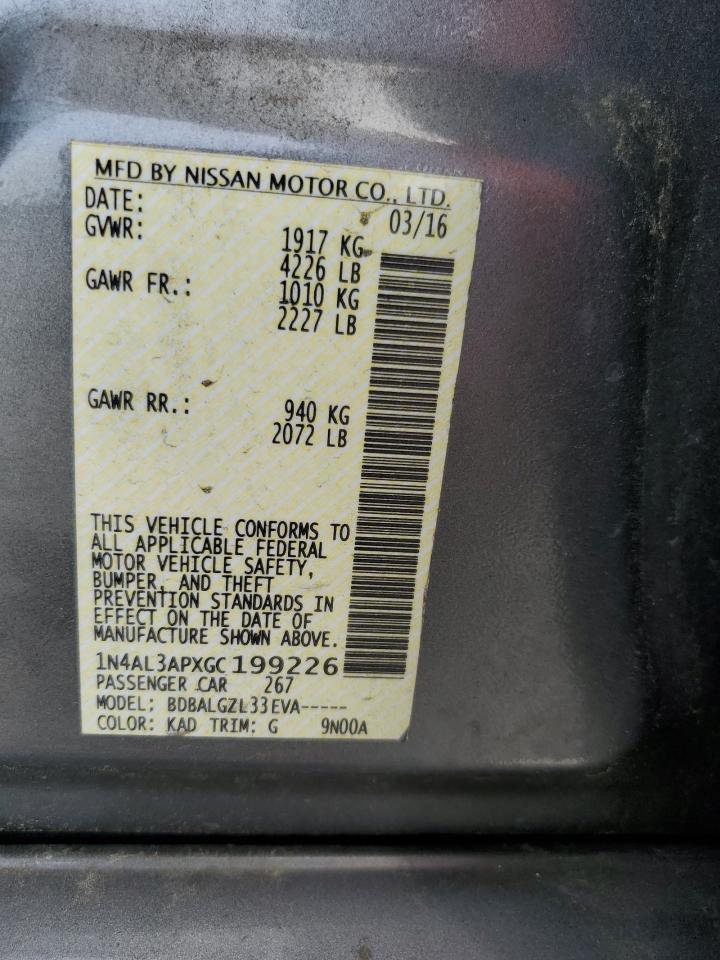 MFD BY NISSAN MOTOR CO., LTD.
DATE: 03/16
GVWR: 1917 KG
4226 LB
GAWR FR.: 1010 KG
2227 LB
GAWR RR.: 940 KG
2072 LB
THIS VEHICLE CONFORMS TO
ALL APPLICABLE FEDERAL
MOTOR VEHICLE SAFETY,
BUMPER, AND THEFT
PREVENTION STANDARDS IN
EFFECT ON THE DATE OF
MANUFACTURE SHOWN ABOVE.
1N4AL3APXGC199226
PASSENGER CAR 267
MODEL: BDBALGZL33EVA-----
COLOR: KAD TRIM: G 9N00A